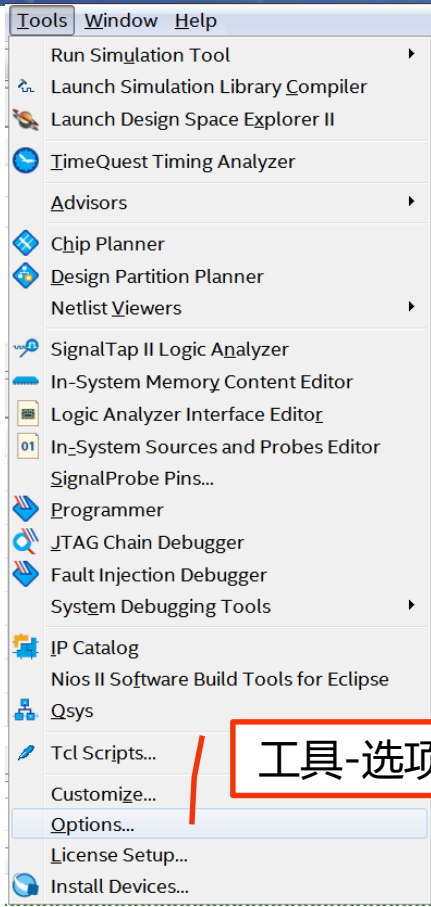 Tools Window Help
Run Simulation Tool
Launch Simulation Library Compiler
Launch Design Space Explorer II
TimeQuest Timing Analyzer
Advisors
Chip Planner
Design Partition Planner
Netlist Viewers
SignalTap II Logic Analyzer
In-System Memory Content Editor
Logic Analyzer Interface Editor
01 In-System Sources and Probes Editor
SignalProbe Pins...
Programmer
JTAG Chain Debugger
Fault Injection Debugger
System Debugging Tools
IP Catalog
Nios II Software Build Tools for Eclipse
Qsys
Tcl Scripts...
工具-选项
Customize...
Options...
License Setup...
Install Devices...